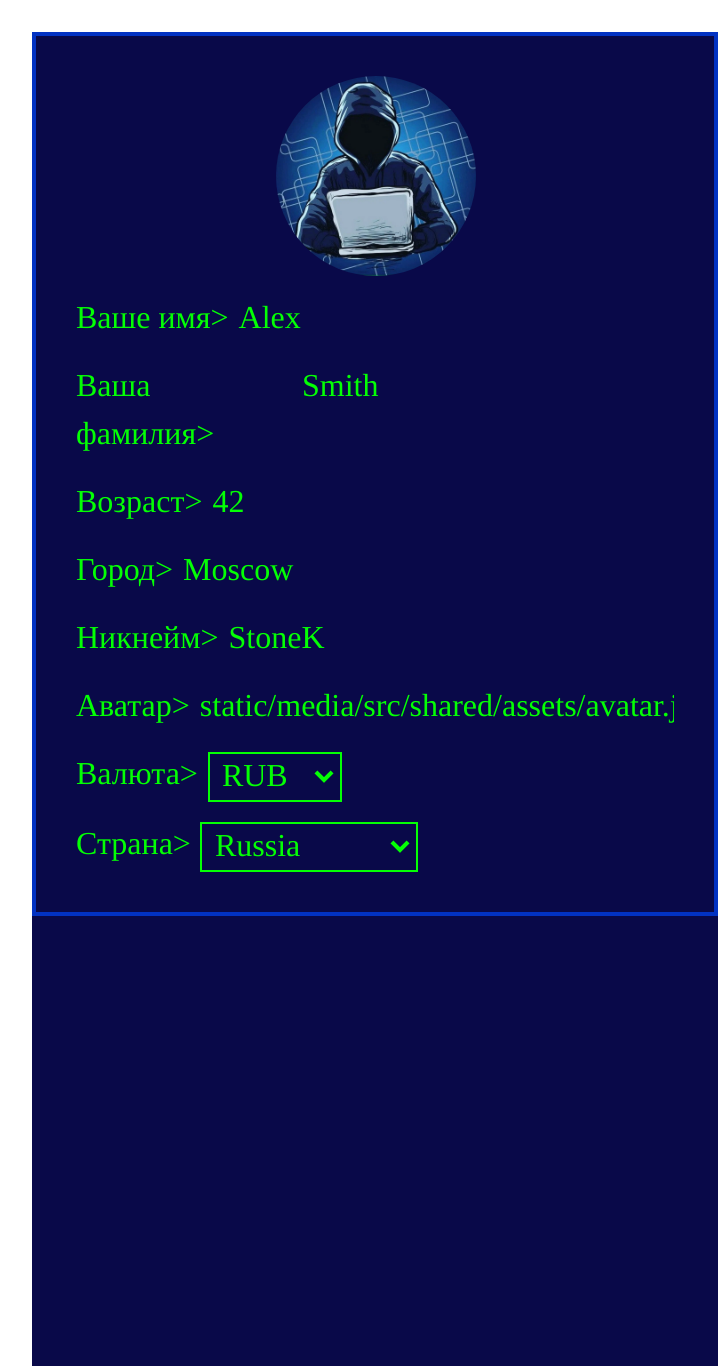 Ваше имя> Alex
Ваша Smith
фамилия>
Возраст> 42
Город> Moscow
Никнейм> StoneK
Аватар> static/media/src/shared/assets/avatar.j
Валюта> RUB
Страна> Russia